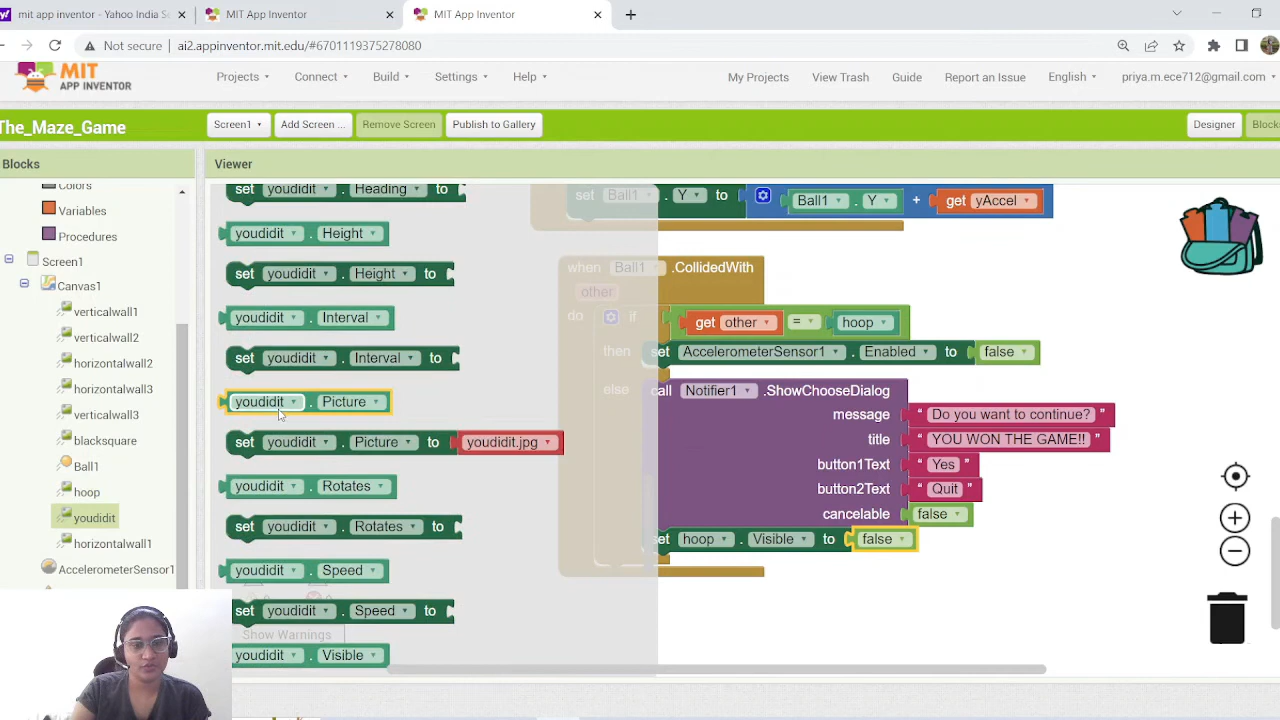 mit app inventor - Yahoo India S
MIT App Inventor
MIT App Inventor
Not secure
ai2.appinventor.mit.edu/#6701119375278080
MIT
APP INVENTOR
Projects
Connect
Build
Settings
Help
My Projects
View Trash
Guide
Report an Issue
English
priya.m.ece712@gmail.com
The_Maze_Game
Screen1
Add Screen ...
Remove Screen
Publish to Gallery
Designer
Blocks
Blocks
Viewer
Colors
Variables
Procedures
Screen1
Canvas1
verticalwall1
verticalwall2
horizontalwall2
horizontalwall3
verticalwall3
blacksquare
Ball1
hoop
youdidit
horizontalwall1
AccelerometerSensor1
set youdidit . Heading to
youdidit . Height
set youdidit . Height to
youdidit . Interval
set youdidit . Interval to
youdidit . Picture
set youdidit . Picture to youdidit.jpg
youdidit . Rotates
set youdidit . Rotates to
youdidit . Speed
set youdidit . Speed to
youdidit . Visible
Show Warnings
set Ball1 . Y to Ball1 . Y + get yAccel
when Ball1 .CollidedWith
other
do if get other = hoop
then set AccelerometerSensor1 . Enabled to false
else call Notifier1 .ShowChooseDialog
message " Do you want to continue? "
title " YOU WON THE GAME!! "
button1Text " Yes "
button2Text " Quit "
cancelable false
set hoop . Visible to false